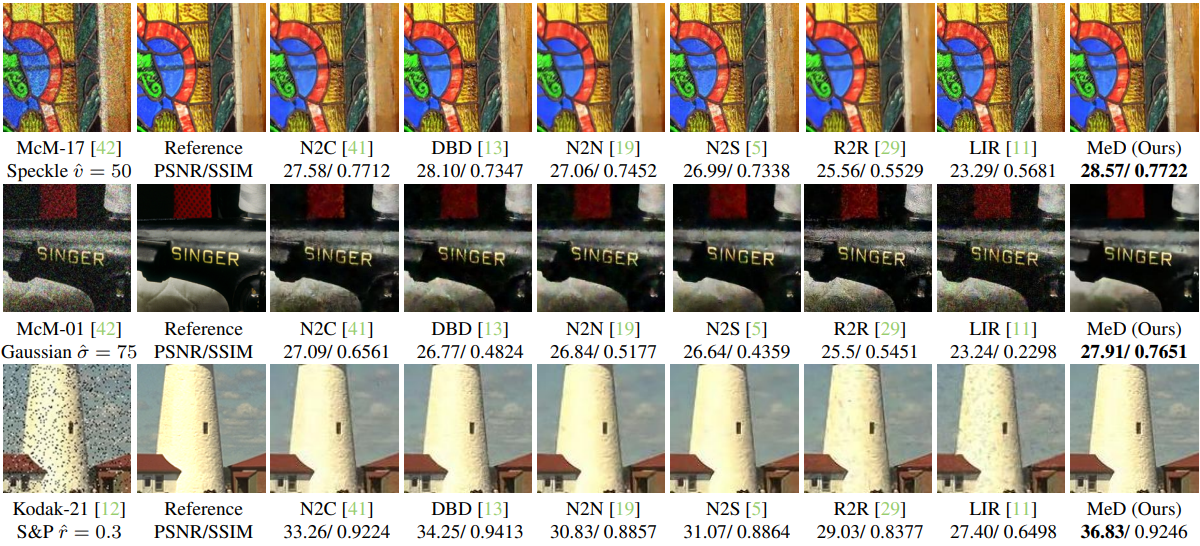 McM-17 [42] Reference N2C [41] DBD [13] N2N [19] N2S [5] R2R [29] LIR [11] MeD (Ours)
Speckle v̂ = 50 PSNR/SSIM 27.58/ 0.7712 28.10/ 0.7347 27.06/ 0.7452 26.99/ 0.7338 25.56/ 0.5529 23.29/ 0.5681 28.57/ 0.7722
SINGER SINGER SINGER SINGER SINGER SINGER SINGER SINGER SINGER
McM-01 [42] Reference N2C [41] DBD [13] N2N [19] N2S [5] R2R [29] LIR [11] MeD (Ours)
Gaussian σ̂ = 75 PSNR/SSIM 27.09/ 0.6561 26.77/ 0.4824 26.84/ 0.5177 26.64/ 0.4359 25.5/ 0.5451 23.24/ 0.2298 27.91/ 0.7651
Kodak-21 [12] Reference N2C [41] DBD [13] N2N [19] N2S [5] R2R [29] LIR [11] MeD (Ours)
S&P r̂ = 0.3 PSNR/SSIM 33.26/ 0.9224 34.25/ 0.9413 30.83/ 0.8857 31.07/ 0.8864 29.03/ 0.8377 27.40/ 0.6498 36.83/ 0.9246